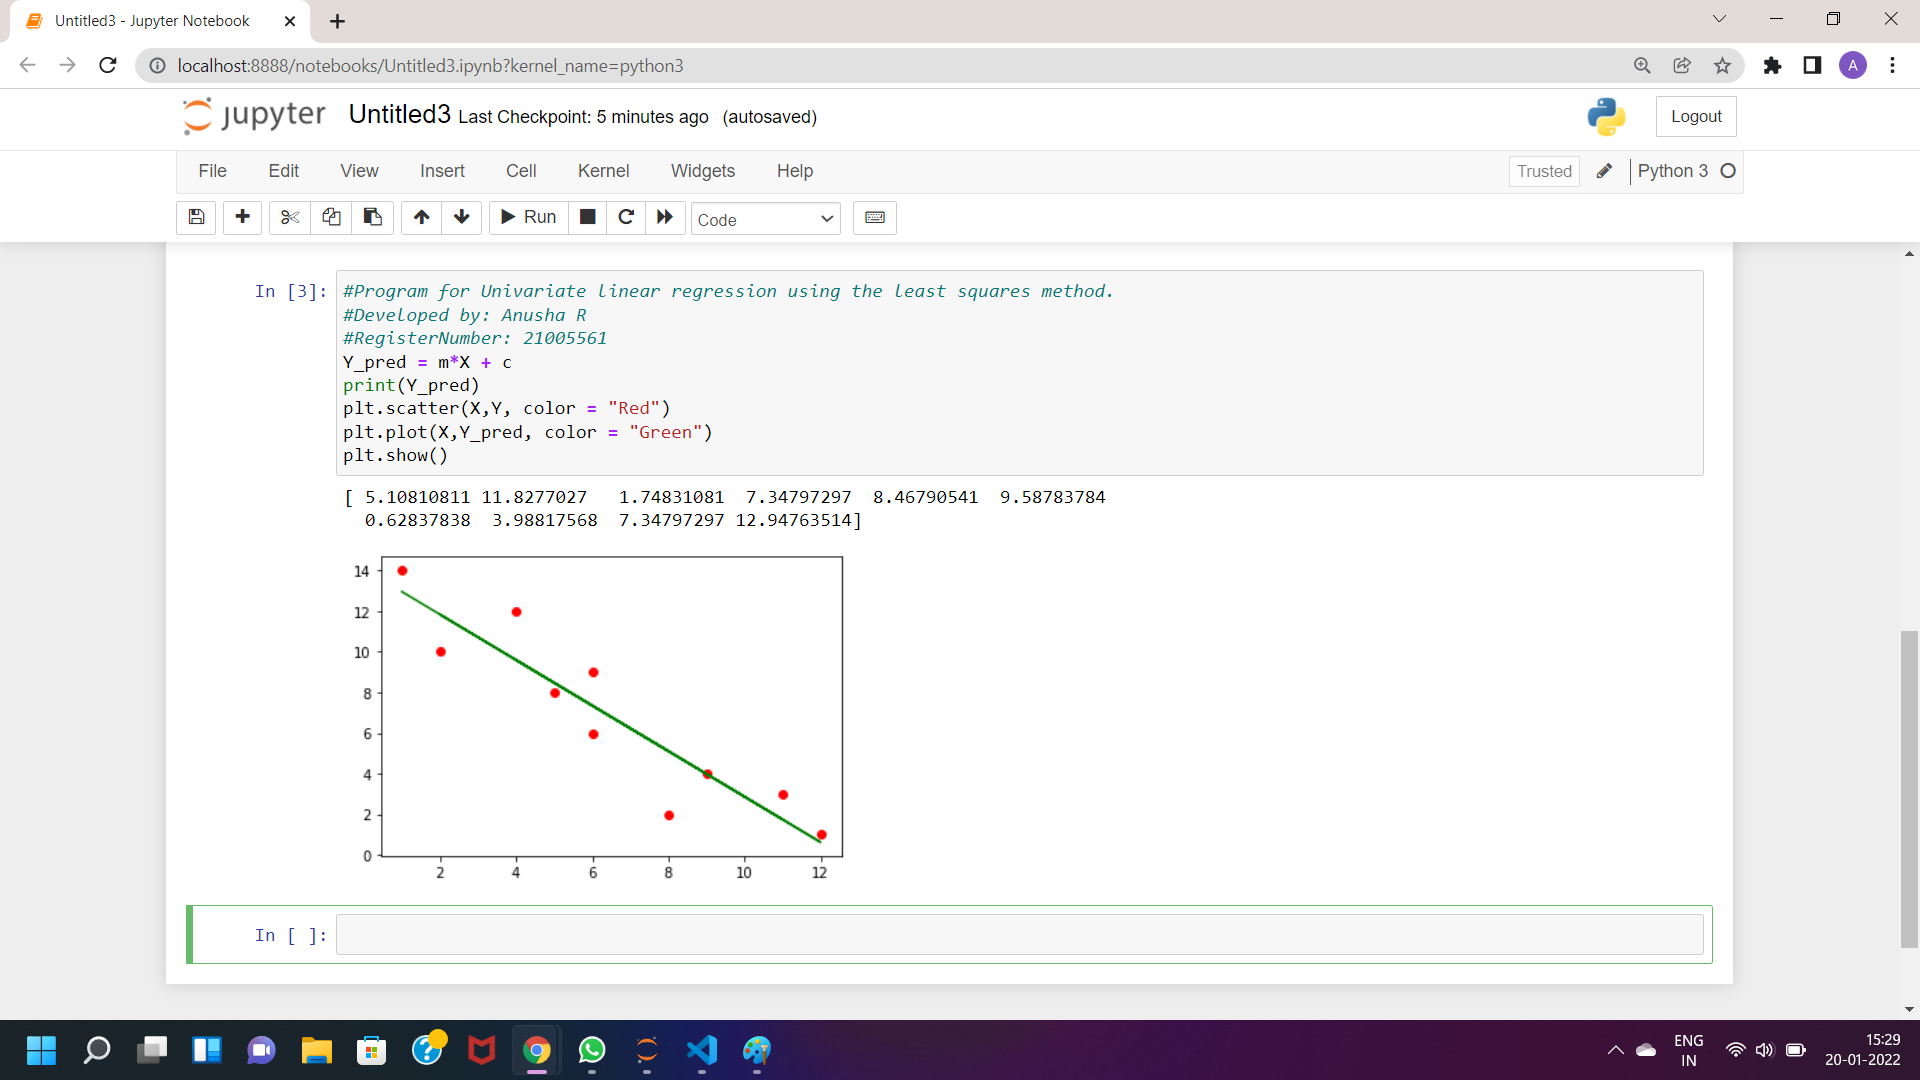 Untitled3 - Jupyter Notebook
localhost:8888/notebooks/Untitled3.ipynb?kernel_name=python3
A
jupyter Untitled3 Last Checkpoint: 5 minutes ago (autosaved)
Logout
File Edit View Insert Cell Kernel Widgets Help
Trusted
Python 3
Run
Code
In [3]:
#Program for Univariate linear regression using the least squares method.
#Developed by: Anusha R
#RegisterNumber: 21005561
Y_pred = m*X + c
print(Y_pred)
plt.scatter(X,Y, color = "Red")
plt.plot(X,Y_pred, color = "Green")
plt.show()
[ 5.10810811 11.8277027   1.74831081  7.34797297  8.46790541  9.58783784
  0.62837838  3.98817568  7.34797297 12.94763514]
14
12
10
8
6
4
2
0
2 4 6 8 10 12
In [ ]:
ENG
IN
15:29
20-01-2022